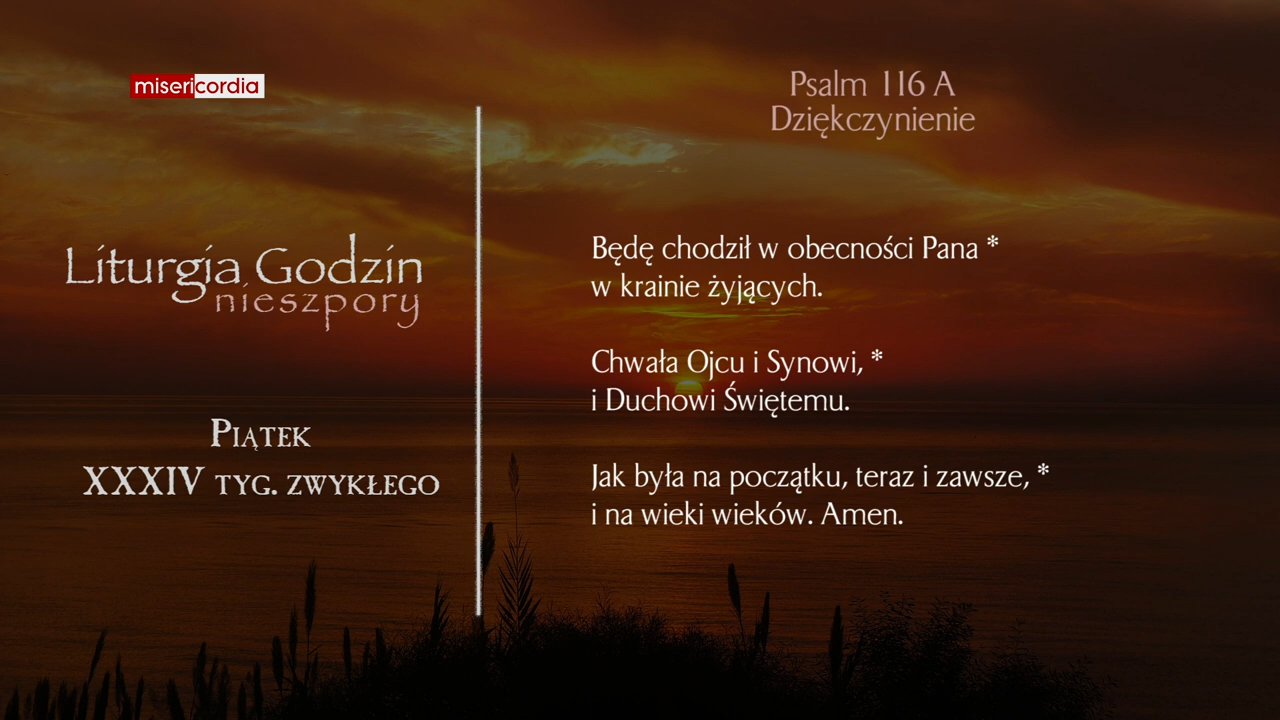 misericordia
Liturgia Godzin
nieszpory
Piątek
XXXIV tyg. zwykłego
Psalm 116 A
Dziękczynienie
Będę chodził w obecności Pana *
w krainie żyjących.
Chwała Ojcu i Synowi, *
i Duchowi Świętemu.
Jak była na początku, teraz i zawsze, *
i na wieki wieków. Amen.